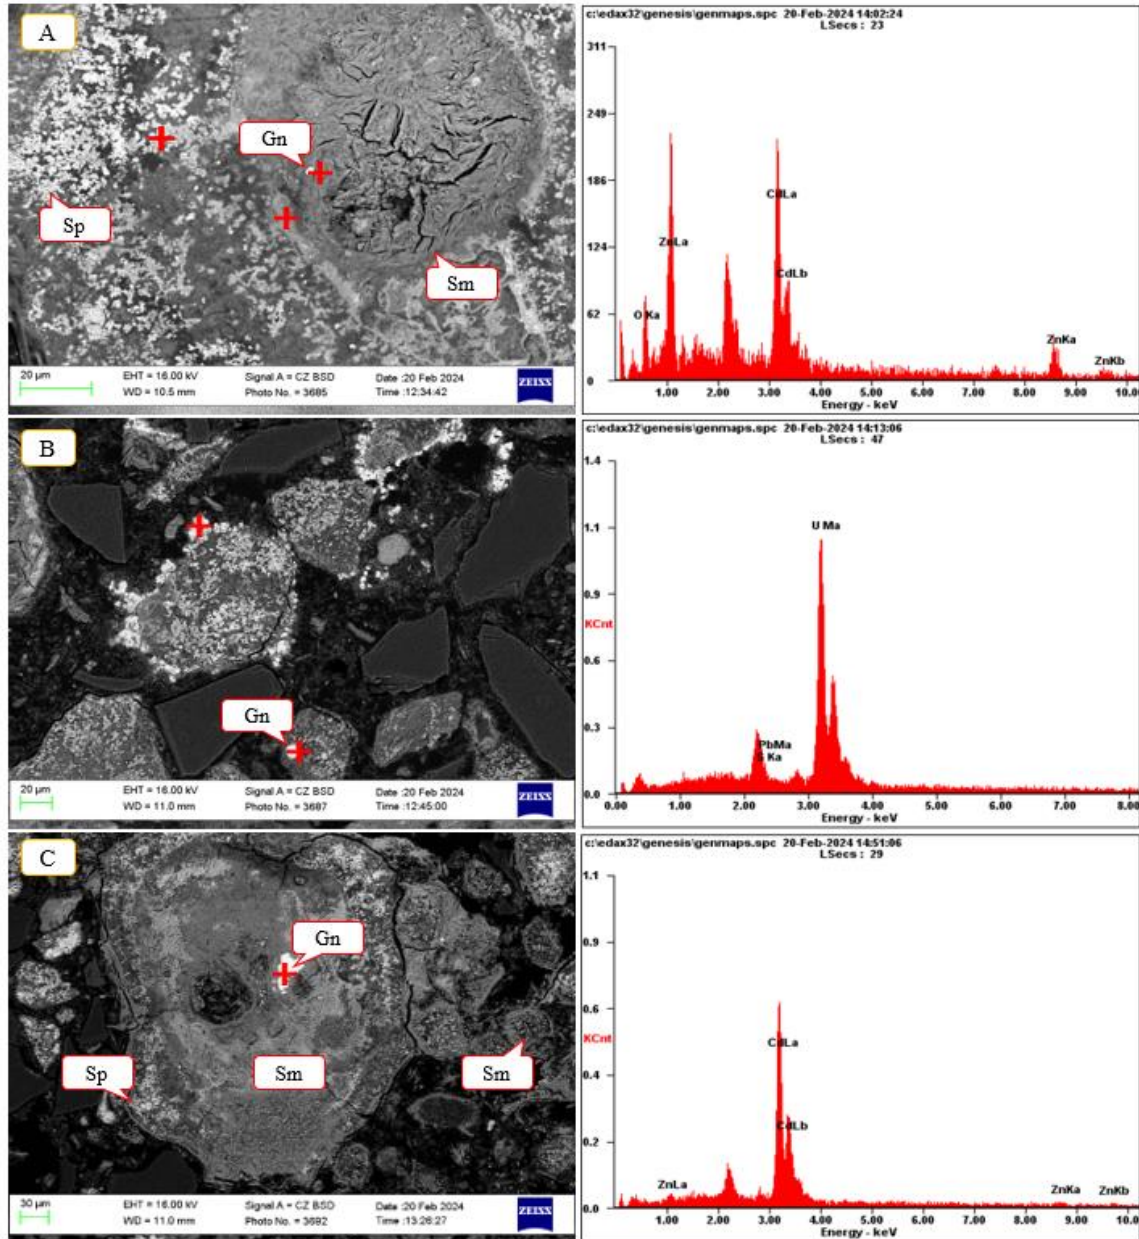 A
Gn
Sp
Sm
20 µm
EHT = 16.00 kV
WD = 10.5 mm
Signal A = CZ BSD
Photo No. = 3685
Date :20 Feb 2024
Time :12:34:42
ZEISS
c:\edax32\genesis\genmaps.spc 20-Feb-2024 14:02:24
LSecs : 23
311
249
186
124
62
0
O Ka
ZnLa
CdLa
CdLb
ZnKa
ZnKb
1.00 2.00 3.00 4.00 5.00 6.00 7.00 8.00 9.00 10.0
Energy - keV
B
Gn
20 µm
EHT = 16.00 kV
WD = 11.0 mm
Signal A = CZ BSD
Photo No. = 3687
Date :20 Feb 2024
Time :12:45:00
ZEISS
c:\edax32\genesis\genmaps.spc 20-Feb-2024 14:13:06
LSecs : 47
1.4
1.1
0.9
KCnt
0.6
0.3
0.0
U Ma
PbMa
S Ka
0.00 1.00 2.00 3.00 4.00 5.00 6.00 7.00 8.00
Energy - keV
C
Gn
Sp
Sm
Sm
30 µm
EHT = 16.00 kV
WD = 11.0 mm
Signal A = CZ BSD
Photo No. = 3692
Date :20 Feb 2024
Time :13:26:27
ZEISS
c:\edax32\genesis\genmaps.spc 20-Feb-2024 14:51:06
LSecs : 29
1.1
0.9
0.6
KCnt
0.4
0.2
0.0
CdLa
CdLb
ZnLa
ZnKa
ZnKb
1.00 2.00 3.00 4.00 5.00 6.00 7.00 8.00 9.00 10.0
Energy - keV